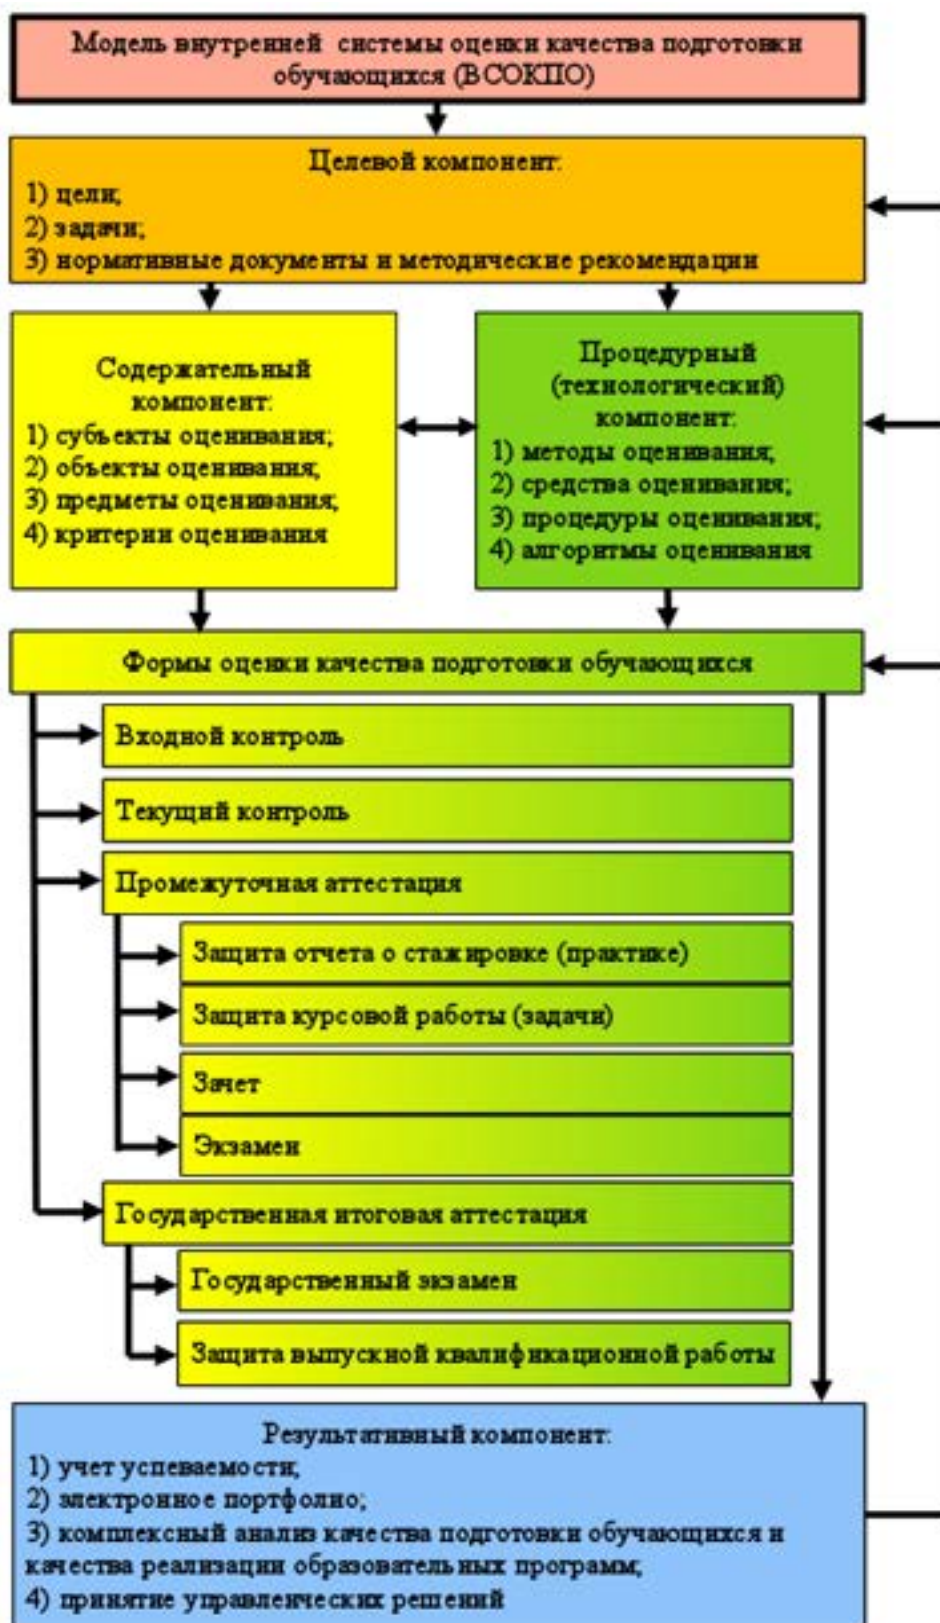 Модель внутренней системы оценки качества подготовки
обучающихся (ВСОКПО)
Целевой компонент:
1) цели;
2) задачи;
3) нормативные документы и методические рекомендации
Содержательный
компонент:
1) субъекты оценивания;
2) объекты оценивания;
3) предметы оценивания;
4) критерии оценивания
Процедурный
(технологический)
компонент:
1) методы оценивания;
2) средства оценивания;
3) процедуры оценивания;
4) алгоритмы оценивания
Формы оценки качества подготовки обучающихся
Входной контроль
Текущий контроль
Промежуточная аттестация
Защита отчета о стажировке (практике)
Защита курсовой работы (задачи)
Зачет
Экзамен
Государственная итоговая аттестация
Государственный экзамен
Защита выпускной квалификационной работы
Результативный компонент:
1) учет успеваемости;
2) электронное портфолио;
3) комплексный анализ качества подготовки обучающихся и
качества реализации образовательных программ;
4) принятие управленческих решений